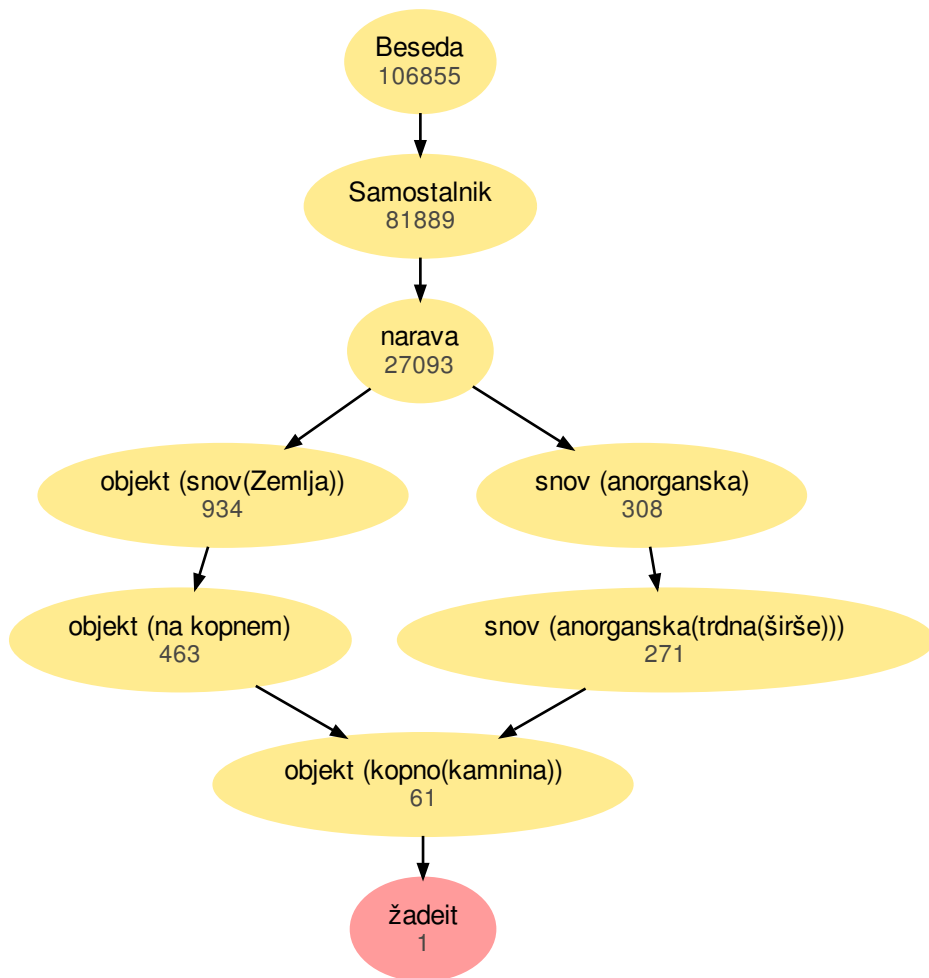 Beseda
106855
Samostalnik
81889
narava
27093
objekt (snov(Zemlja))
934
snov (anorganska)
308
objekt (na kopnem)
463
snov (anorganska(trdna(širše)))
271
objekt (kopno(kamnina))
61
žadeit
1